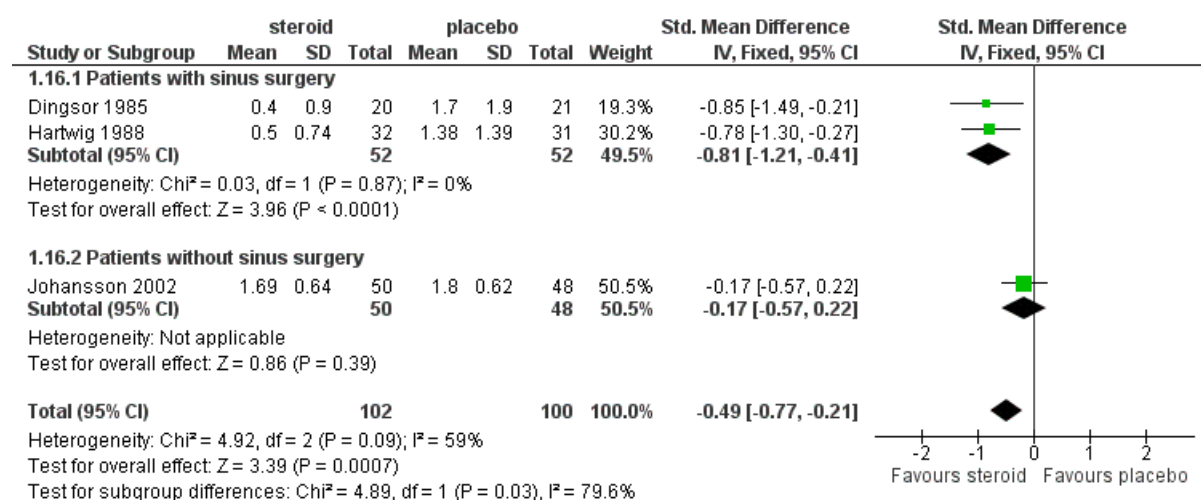 steroid placebo Std. Mean Difference Std. Mean Difference
Study or Subgroup Mean SD Total Mean SD Total Weight IV, Fixed, 95% CI IV, Fixed, 95% CI
1.16.1 Patients with sinus surgery
Dingsor 1985 0.4 0.9 20 1.7 1.9 21 19.3% -0.85 [-1.49, -0.21]
Hartwig 1988 0.5 0.74 32 1.38 1.39 31 30.2% -0.78 [-1.30, -0.27]
Subtotal (95% CI) 52 52 49.5% -0.81 [-1.21, -0.41]
Heterogeneity: Chi² = 0.03, df = 1 (P = 0.87); I² = 0%
Test for overall effect: Z = 3.96 (P < 0.0001)
1.16.2 Patients without sinus surgery
Johansson 2002 1.69 0.64 50 1.8 0.62 48 50.5% -0.17 [-0.57, 0.22]
Subtotal (95% CI) 50 48 50.5% -0.17 [-0.57, 0.22]
Heterogeneity: Not applicable
Test for overall effect: Z = 0.86 (P = 0.39)
Total (95% CI) 102 100 100.0% -0.49 [-0.77, -0.21]
Heterogeneity: Chi² = 4.92, df = 2 (P = 0.09); I² = 59%
Test for overall effect: Z = 3.39 (P = 0.0007)
Test for subgroup differences: Chi² = 4.89, df = 1 (P = 0.03), I² = 79.6%
-2 -1 0 1 2
Favours steroid Favours placebo